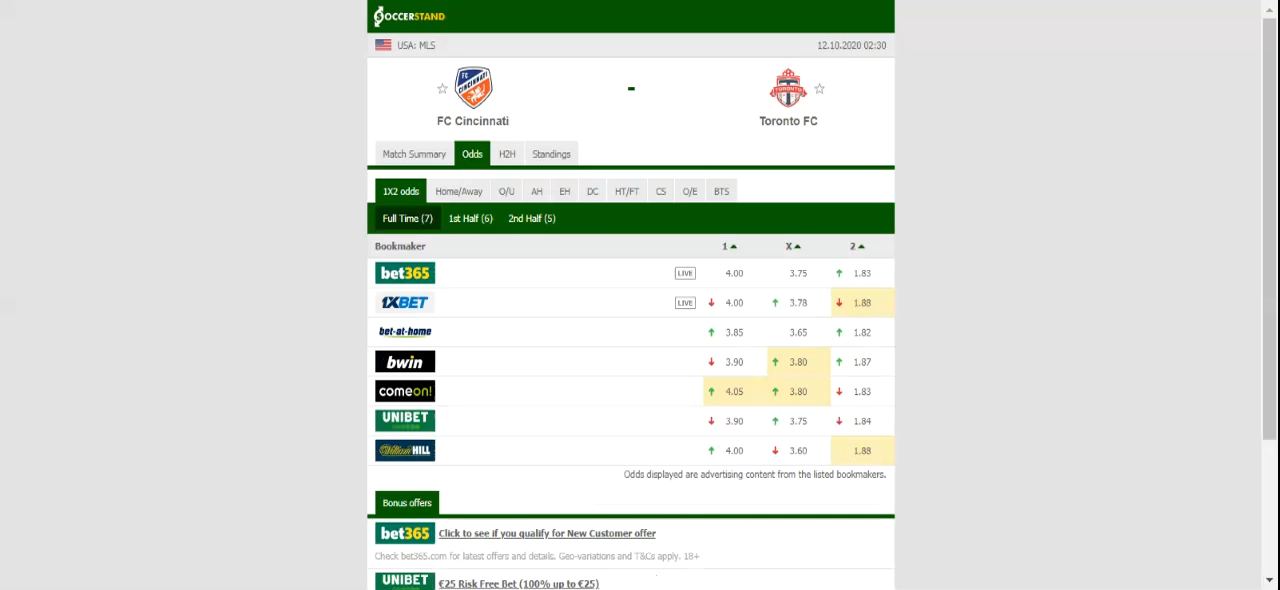 SOCCERSTAND
USA: MLS 12.10.2020 02:30
FC CINCINNATI TORONTO
-
FC Cincinnati Toronto FC
Match Summary Odds H2H Standings
1X2 odds Home/Away O/U AH EH DC HT/FT CS O/E BTS
Full Time (7) 1st Half (6) 2nd Half (5)
Bookmaker 1 X 2
bet365 LIVE 4.00 3.75 1.83
1XBET LIVE 4.00 3.78 1.88
bet-at-home 3.85 3.65 1.82
bwin 3.90 3.80 1.87
comeon! 4.05 3.80 1.83
UNIBET 3.90 3.75 1.84
William HILL 4.00 3.60 1.88
Odds displayed are advertising content from the listed bookmakers.
Bonus offers
bet365 Click to see if you qualify for New Customer offer
Check bet365.com for latest offers and details. Geo-variations and T&Cs apply. 18+
UNIBET €25 Risk Free Bet (100% up to €25)